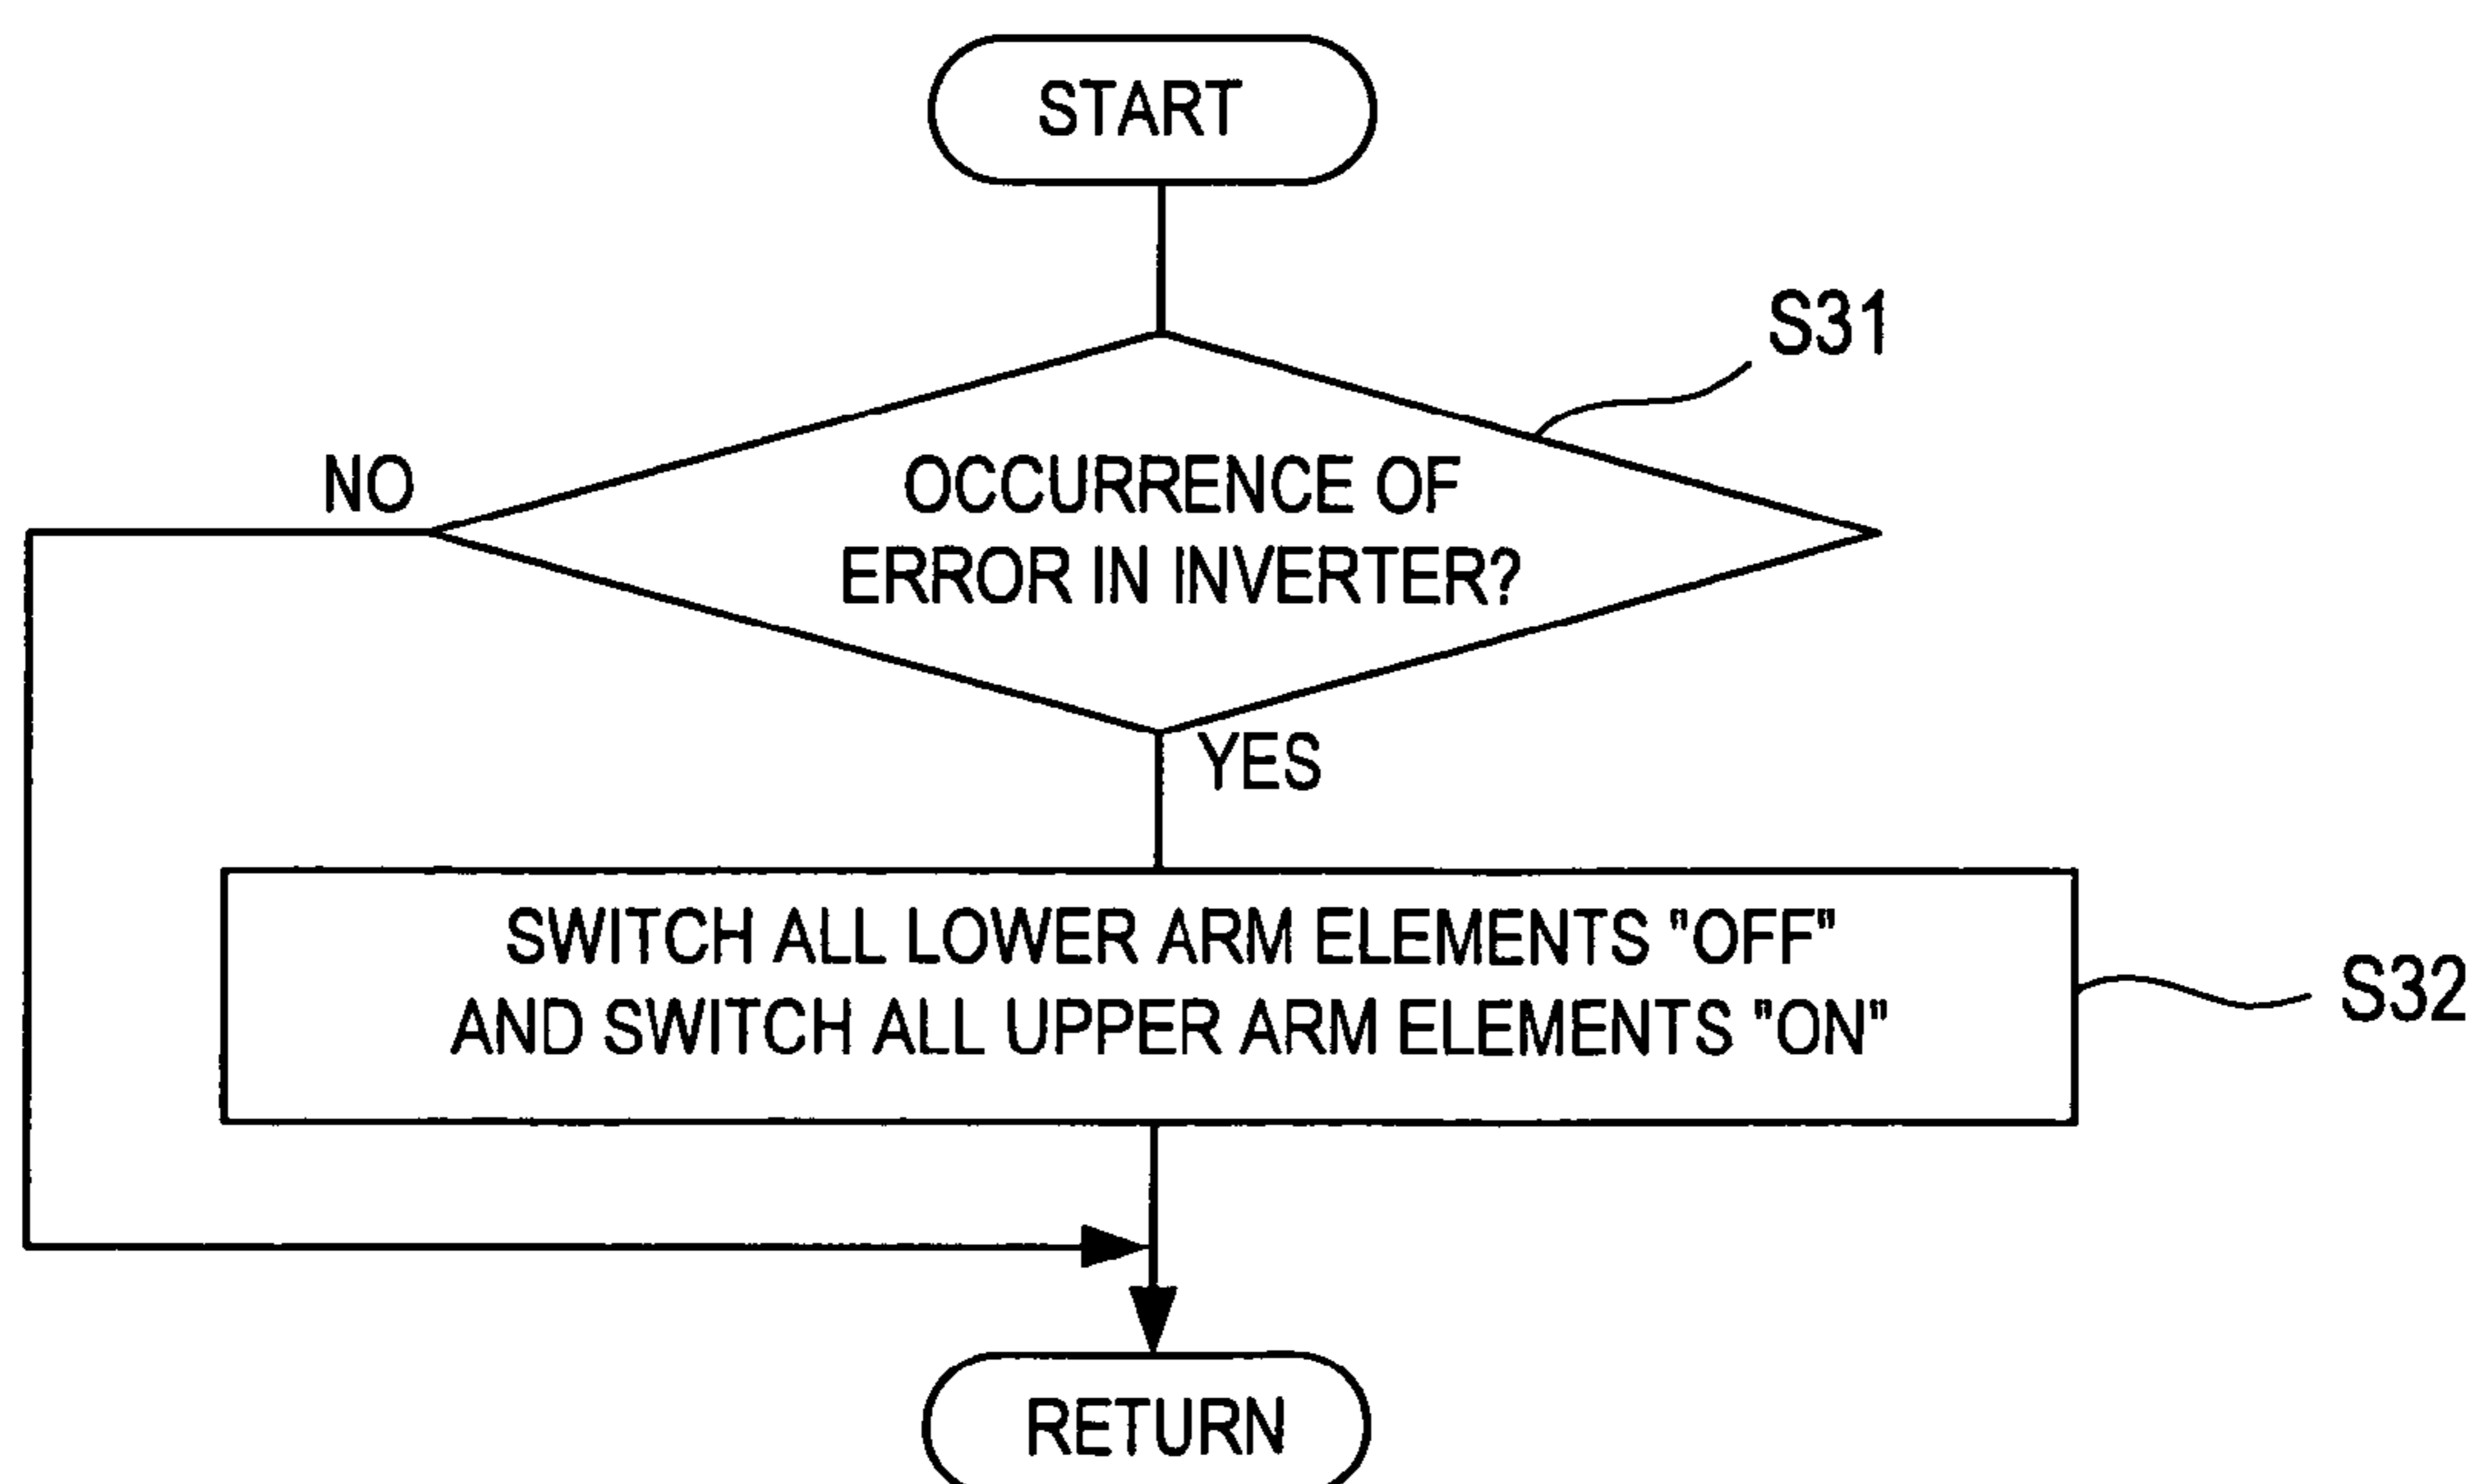 START
S31
NO
OCCURRENCE OF
ERROR IN INVERTER?
YES
SWITCH ALL LOWER ARM ELEMENTS "OFF"
AND SWITCH ALL UPPER ARM ELEMENTS "ON"
S32
RETURN